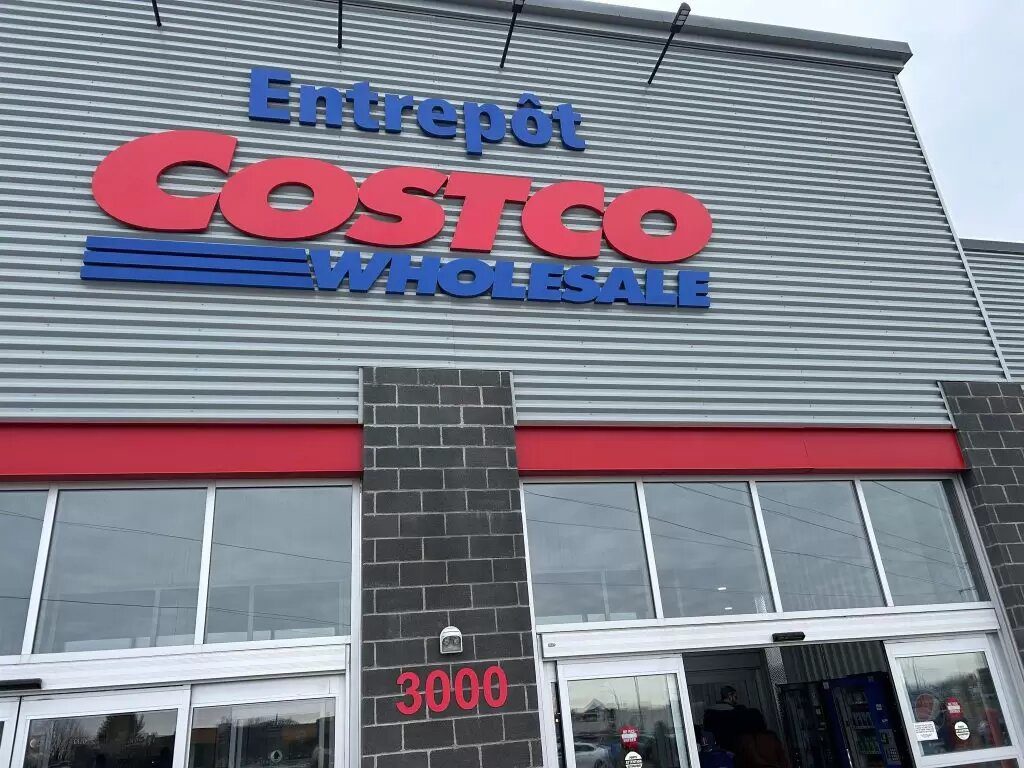 Entrepôt
COSTCO
WHOLESALE
3000